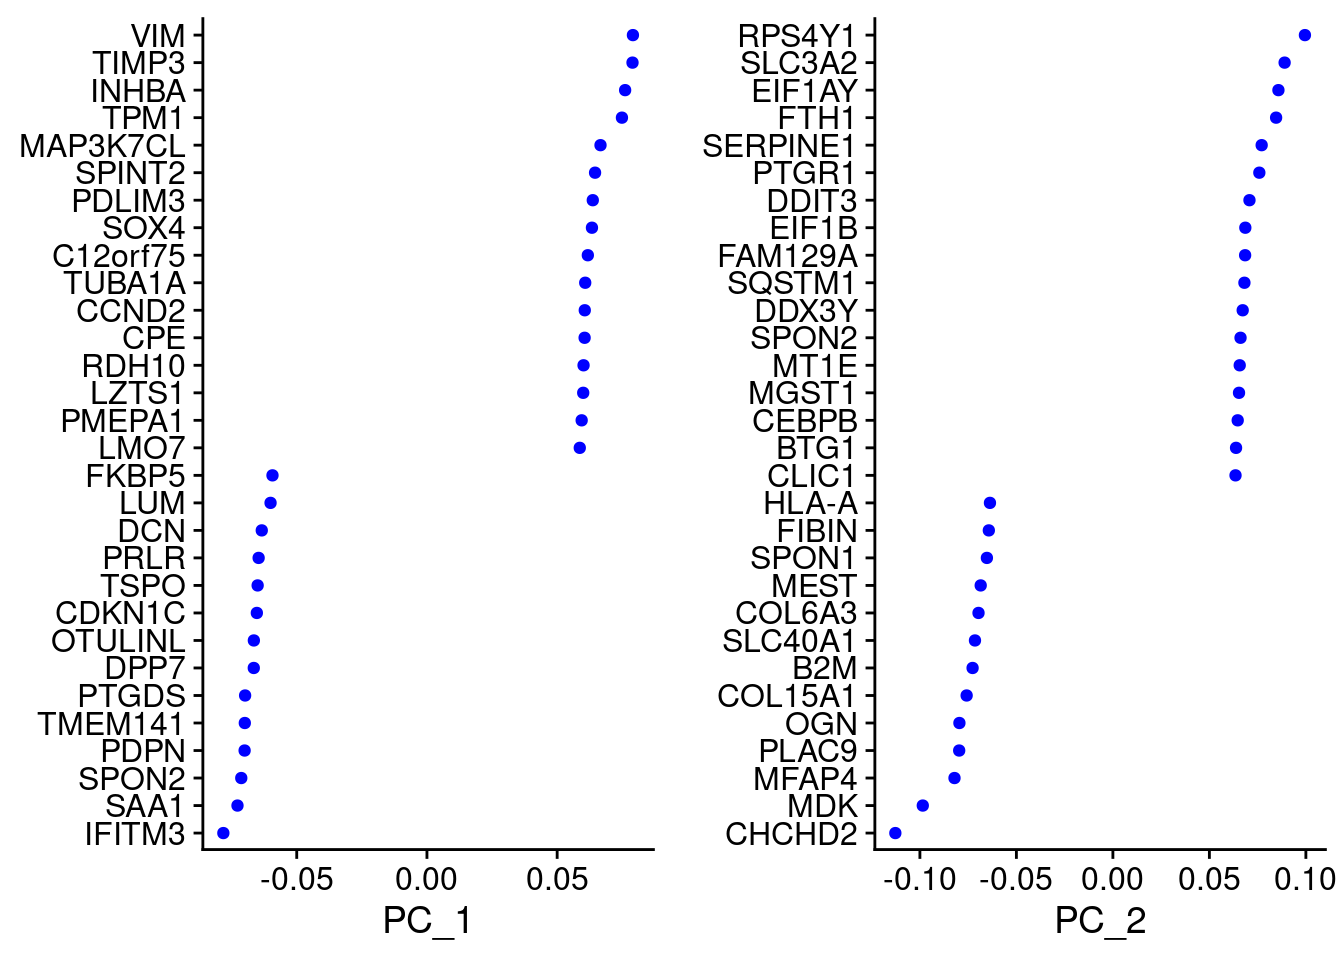 VIM
TIMP3
INHBA
TPM1
MAP3K7CL
SPINT2
PDLIM3
SOX4
C12orf75
TUBA1A
CCND2
CPE
RDH10
LZTS1
PMEPA1
LMO7
FKBP5
LUM
DCN
PRLR
TSPO
CDKN1C
OTULINL
DPP7
PTGDS
TMEM141
PDPN
SPON2
SAA1
IFITM3
-0.05 0.00 0.05
PC_1
RPS4Y1
SLC3A2
EIF1AY
FTH1
SERPINE1
PTGR1
DDIT3
EIF1B
FAM129A
SQSTM1
DDX3Y
SPON2
MT1E
MGST1
CEBPB
BTG1
CLIC1
HLA-A
FIBIN
SPON1
MEST
COL6A3
SLC40A1
B2M
COL15A1
OGN
PLAC9
MFAP4
MDK
CHCHD2
-0.10 -0.05 0.00 0.05 0.10
PC_2